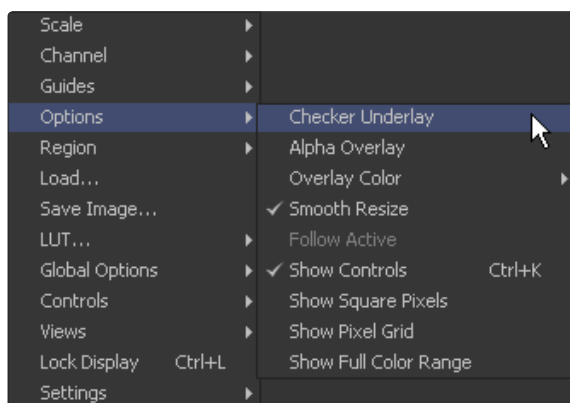 Scale
Channel
Guides
Options
Region
Load...
Save Image...
LUT...
Global Options
Controls
Views
Lock Display Ctrl+L
Settings
Checker Underlay
Alpha Overlay
Overlay Color
Smooth Resize
Follow Active
Show Controls Ctrl+K
Show Square Pixels
Show Pixel Grid
Show Full Color Range